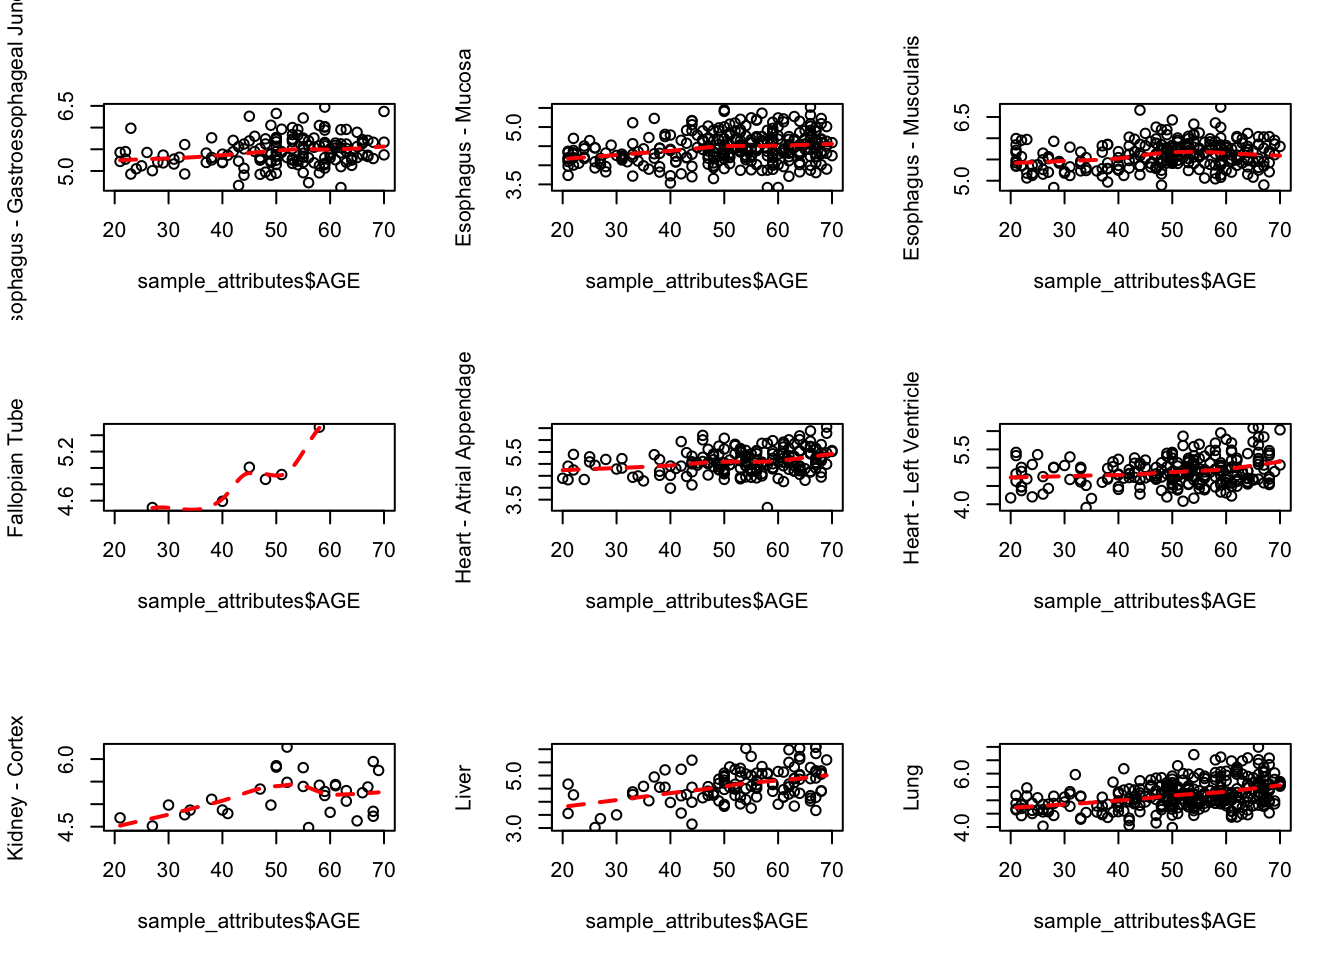 sophagus - Gastroesophageal Junc
6.5
5.0
20 30 40 50 60 70
sample_attributes$AGE
Esophagus - Mucosa
5.0
3.5
20 30 40 50 60 70
sample_attributes$AGE
Esophagus - Muscularis
6.5
5.0
20 30 40 50 60 70
sample_attributes$AGE
Fallopian Tube
5.2
4.6
20 30 40 50 60 70
sample_attributes$AGE
Heart - Atrial Appendage
5.5
3.5
20 30 40 50 60 70
sample_attributes$AGE
Heart - Left Ventricle
5.5
4.0
20 30 40 50 60 70
sample_attributes$AGE
Kidney - Cortex
6.0
4.5
20 30 40 50 60 70
sample_attributes$AGE
Liver
5.0
3.0
20 30 40 50 60 70
sample_attributes$AGE
Lung
6.0
4.0
20 30 40 50 60 70
sample_attributes$AGE